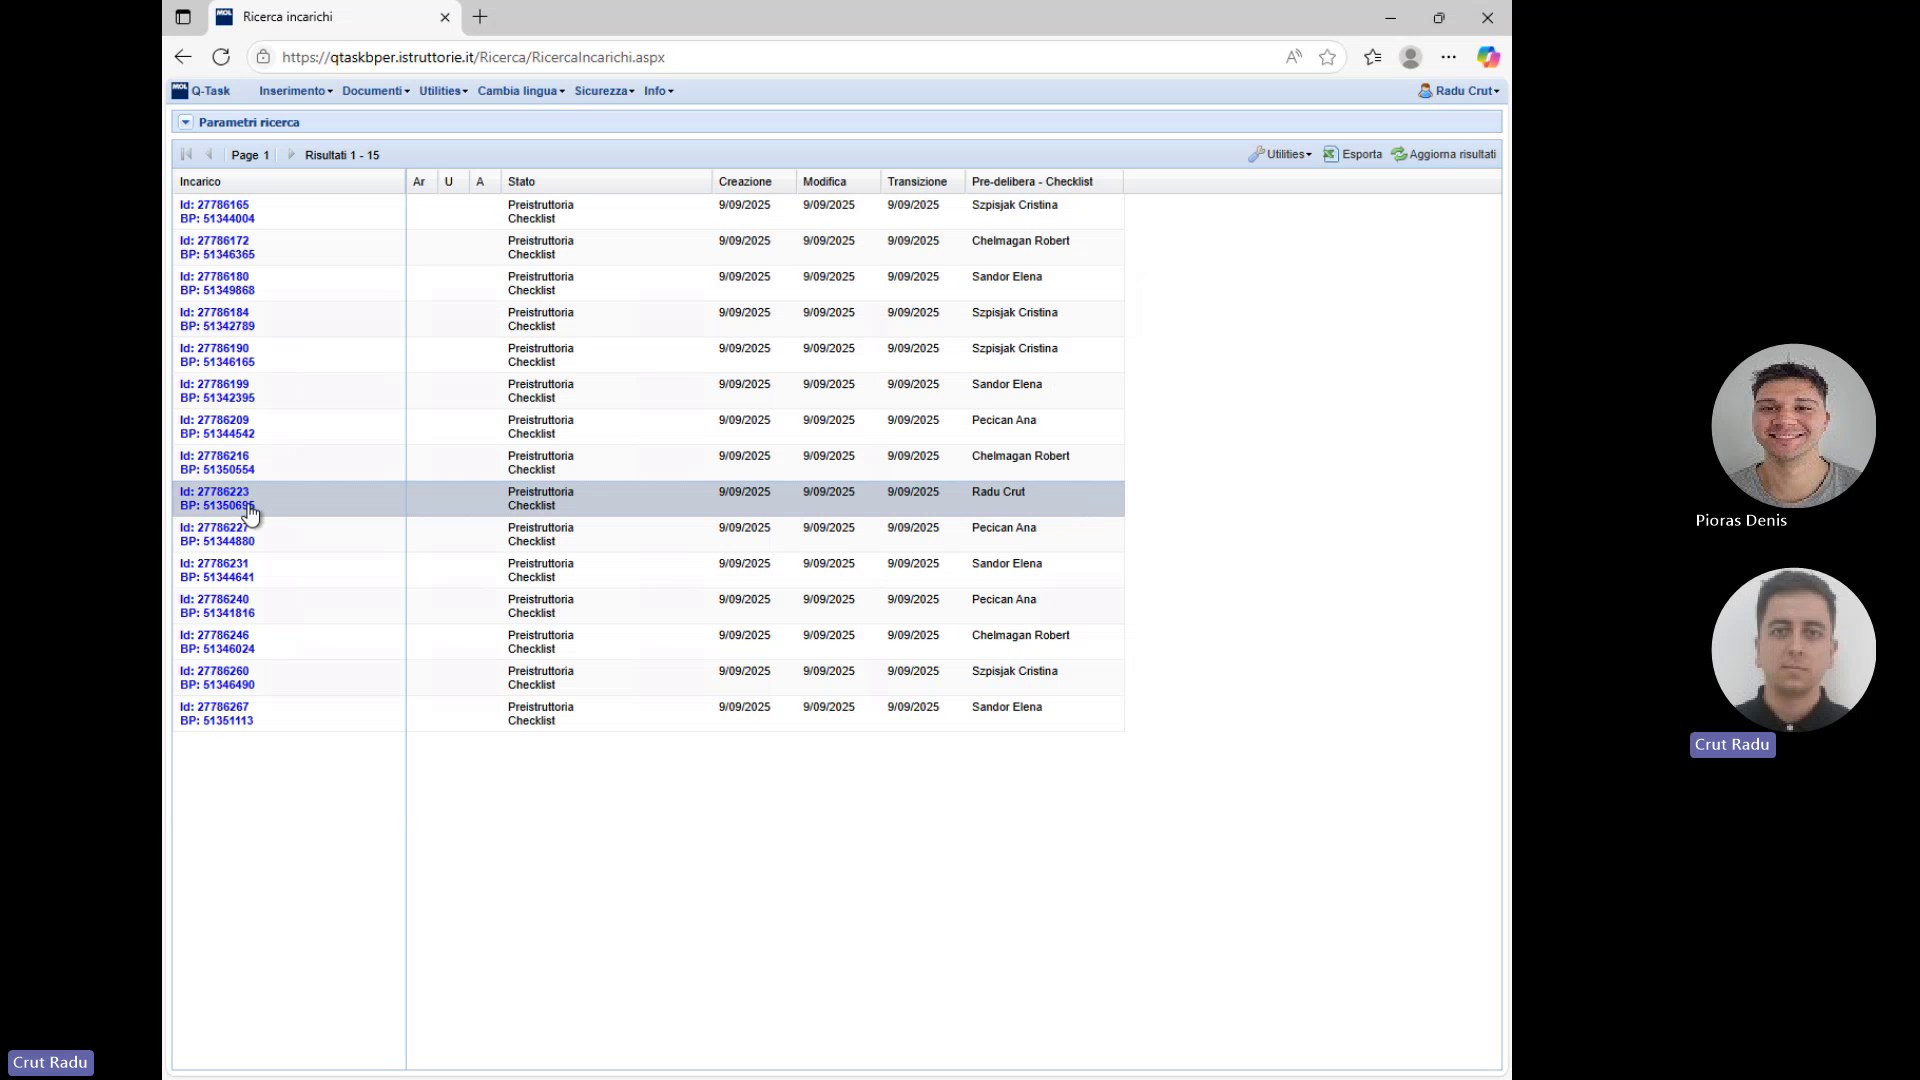 Ricerca incarichi
https://qtaskbper.istruttorie.it/Ricerca/RicercaIncarichi.aspx
MOL Q-Task Inserimento Documenti Utilities Cambia lingua Sicurezza Info Radu Crut
Parametri ricerca
Page 1 Risultati 1 - 15 Utilities Esporta Aggiorna risultati
Incarico Ar U A Stato Creazione Modifica Transizione Pre-delibera - Checklist
Id: 27786165 Preistruttoria 9/09/2025 9/09/2025 9/09/2025 Szpisjak Cristina
BP: 51344004 Checklist
Id: 27786172 Preistruttoria 9/09/2025 9/09/2025 9/09/2025 Chelmagan Robert
BP: 51346365 Checklist
Id: 27786180 Preistruttoria 9/09/2025 9/09/2025 9/09/2025 Sandor Elena
BP: 51349868 Checklist
Id: 27786184 Preistruttoria 9/09/2025 9/09/2025 9/09/2025 Szpisjak Cristina
BP: 51342789 Checklist
Id: 27786190 Preistruttoria 9/09/2025 9/09/2025 9/09/2025 Szpisjak Cristina
BP: 51346165 Checklist
Id: 27786199 Preistruttoria 9/09/2025 9/09/2025 9/09/2025 Sandor Elena
BP: 51342395 Checklist
Id: 27786209 Preistruttoria 9/09/2025 9/09/2025 9/09/2025 Pecican Ana
BP: 51344542 Checklist
Id: 27786216 Preistruttoria 9/09/2025 9/09/2025 9/09/2025 Chelmagan Robert
BP: 51350554 Checklist
Id: 27786223 Preistruttoria 9/09/2025 9/09/2025 9/09/2025 Radu Crut
BP: 51350695 Checklist
Id: 27786227 Preistruttoria 9/09/2025 9/09/2025 9/09/2025 Pecican Ana
BP: 51344880 Checklist
Id: 27786231 Preistruttoria 9/09/2025 9/09/2025 9/09/2025 Sandor Elena
BP: 51344641 Checklist
Id: 27786240 Preistruttoria 9/09/2025 9/09/2025 9/09/2025 Pecican Ana
BP: 51341816 Checklist
Id: 27786246 Preistruttoria 9/09/2025 9/09/2025 9/09/2025 Chelmagan Robert
BP: 51346024 Checklist
Id: 27786260 Preistruttoria 9/09/2025 9/09/2025 9/09/2025 Szpisjak Cristina
BP: 51346490 Checklist
Id: 27786267 Preistruttoria 9/09/2025 9/09/2025 9/09/2025 Sandor Elena
BP: 51351113 Checklist
Pioras Denis
Crut Radu
Crut Radu